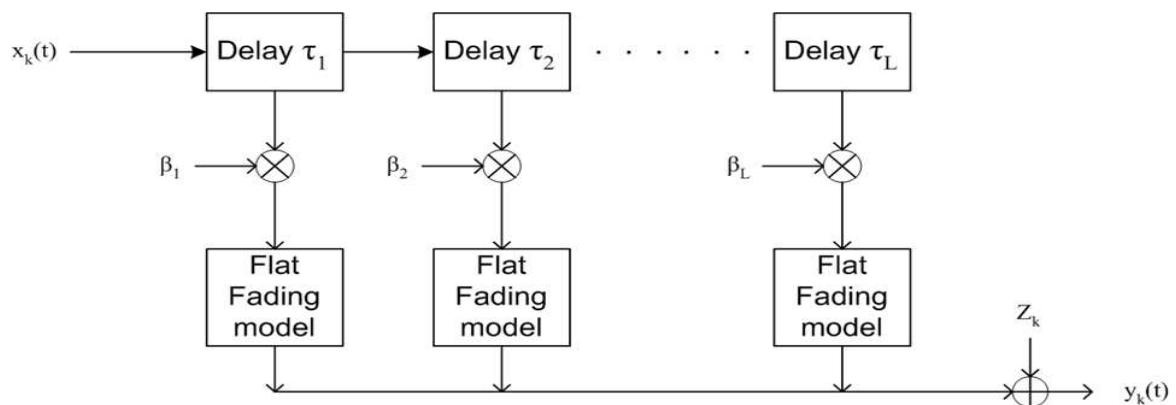 x_k(t)
Delay τ_1
Delay τ_2
. . . . . .
Delay τ_L
β_1
β_2
β_L
Flat
Fading
model
Flat
Fading
model
Flat
Fading
model
Z_k
y_k(t)